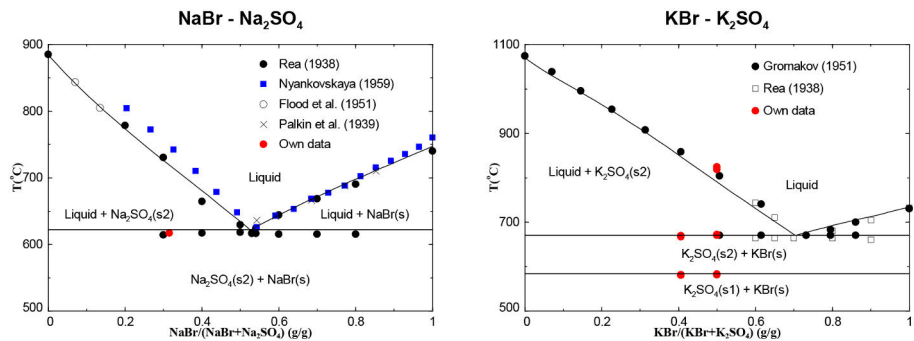 NaBr - Na₂SO₄
900
800
700
600
500
T(°C)
Rea (1938)
Nyankovskaya (1959)
Flood et al. (1951)
Palkin et al. (1939)
Own data
Liquid
Liquid + Na₂SO₄(s2)
Liquid + NaBr(s)
Na₂SO₄(s2) + NaBr(s)
0 0.2 0.4 0.6 0.8 1
NaBr/(NaBr+Na₂SO₄) (g/g)
KBr - K₂SO₄
1100
900
700
500
T(°C)
Gromakov (1951)
Rea (1938)
Own data
Liquid + K₂SO₄(s2)
Liquid
K₂SO₄(s2) + KBr(s)
K₂SO₄(s1) + KBr(s)
0 0.2 0.4 0.6 0.8 1
KBr/(KBr+K₂SO₄) (g/g)